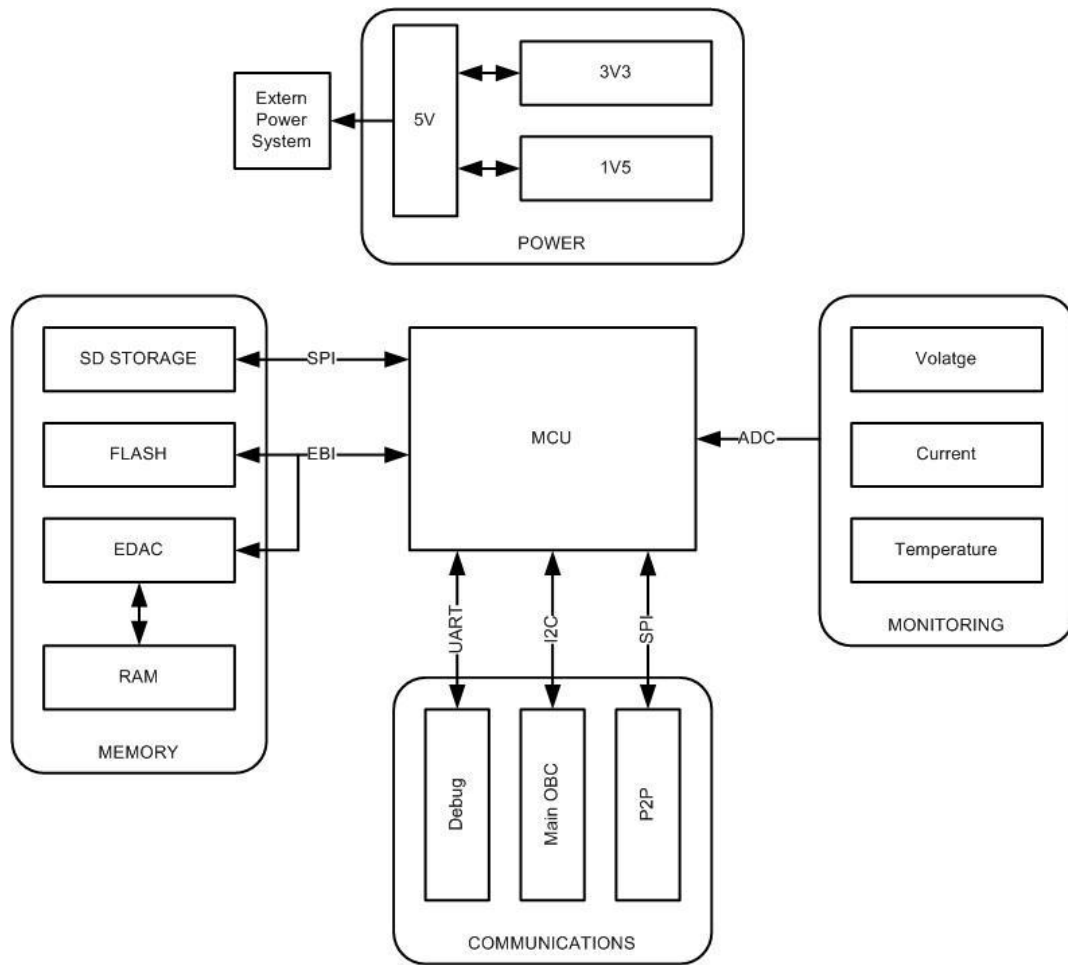 3V3
Extern
Power
System
5V
1V5
POWER
SD STORAGE
SPI
FLASH
EBI
EDAC
RAM
MEMORY
MCU
ADC
Volatge
Current
Temperature
MONITORING
UART
I2C
SPI
Debug
Main OBC
P2P
COMMUNICATIONS